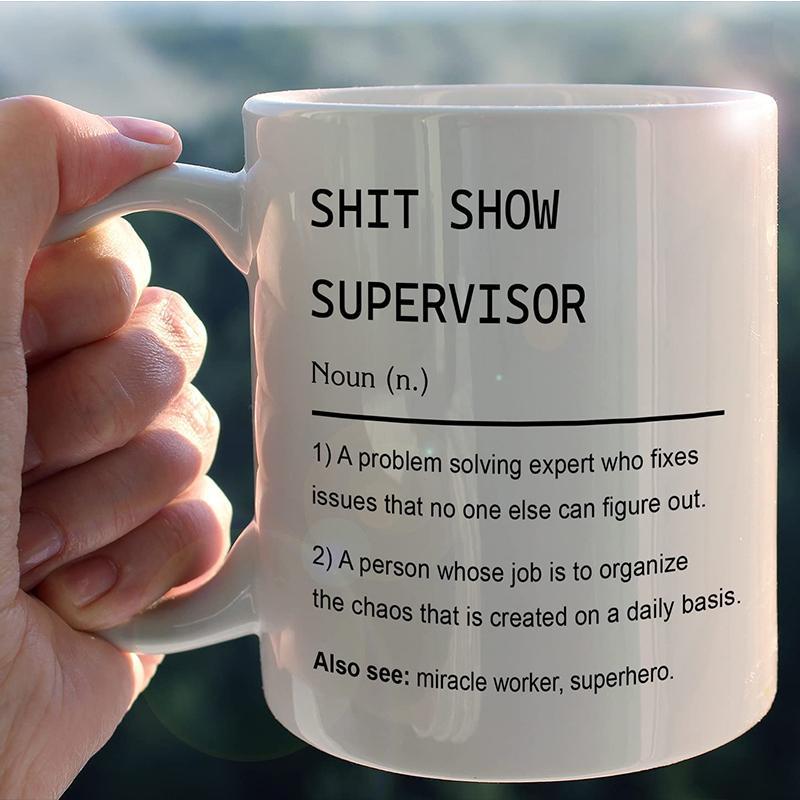 SHIT SHOW
SUPERVISOR
Noun (n.)
1) A problem solving expert who fixes
issues that no one else can figure out.
2) A person whose job is to organize
the chaos that is created on a daily basis.
Also see: miracle worker, superhero.